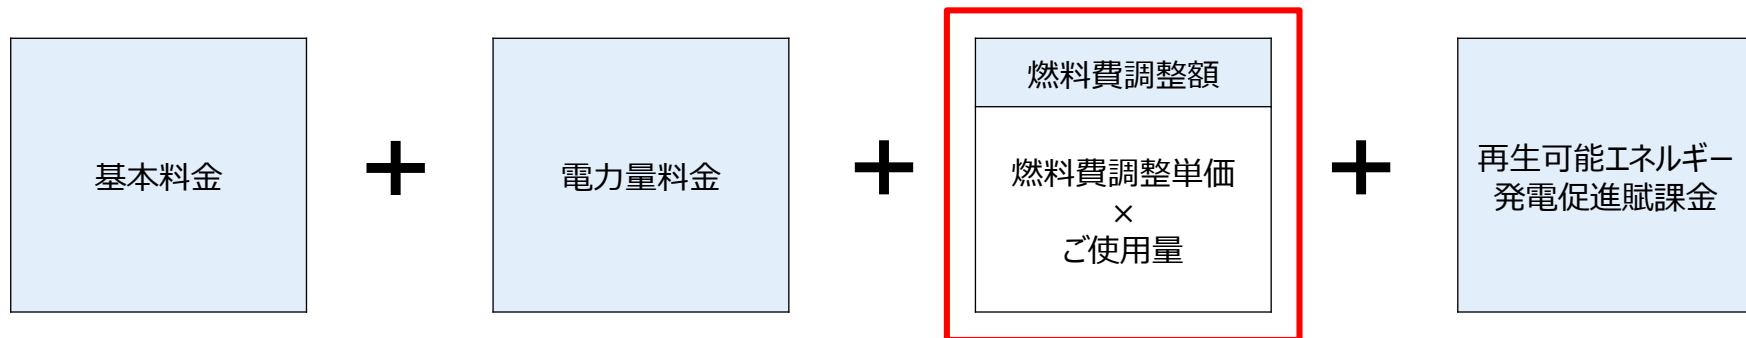 基本料金
+
電力量料金
+
燃料費調整額
燃料費調整単価
×
ご使用量
+
再生可能エネルギー
発電促進賦課金